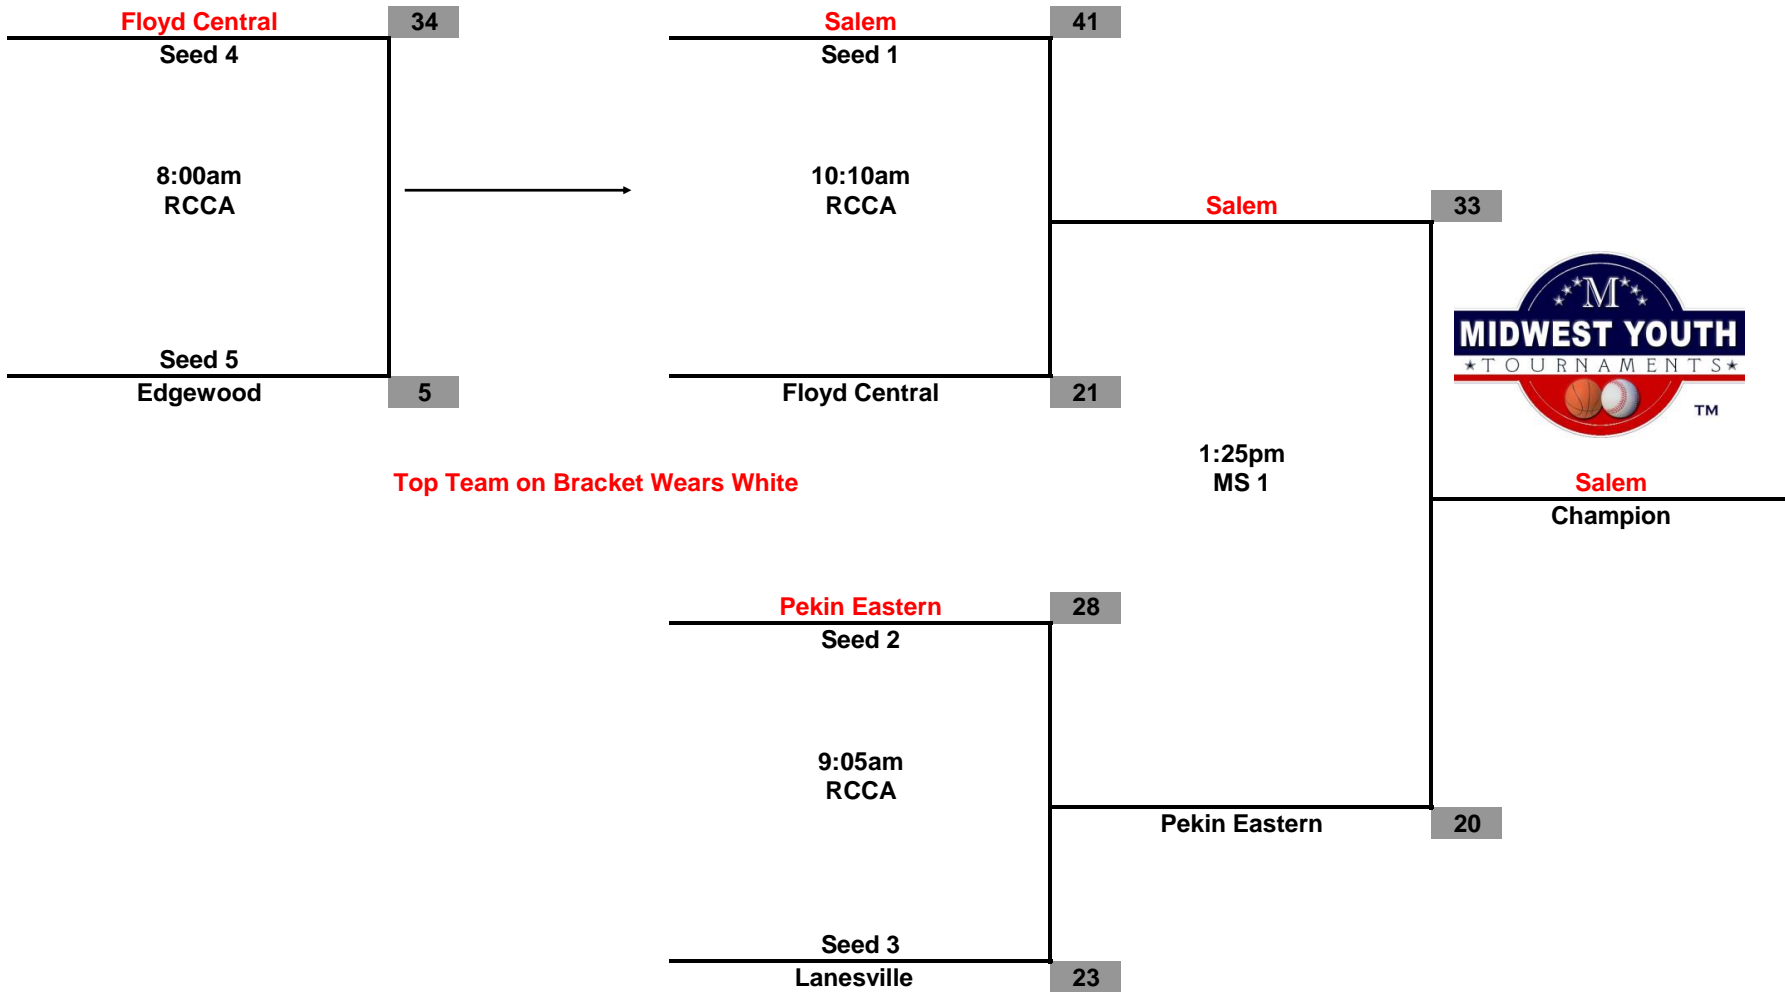 Floyd Central 34
Seed 4
8:00am
RCCA
Seed 5
Edgewood 5
Salem 41
Seed 1
10:10am
RCCA
Floyd Central 21
Top Team on Bracket Wears White
Pekin Eastern 28
Seed 2
9:05am
RCCA
Seed 3
Lanesville 23
Salem 33
1:25pm
MS 1
Pekin Eastern 20
M
MIDWEST YOUTH
TOURNAMENTS
TM
Salem
Champion